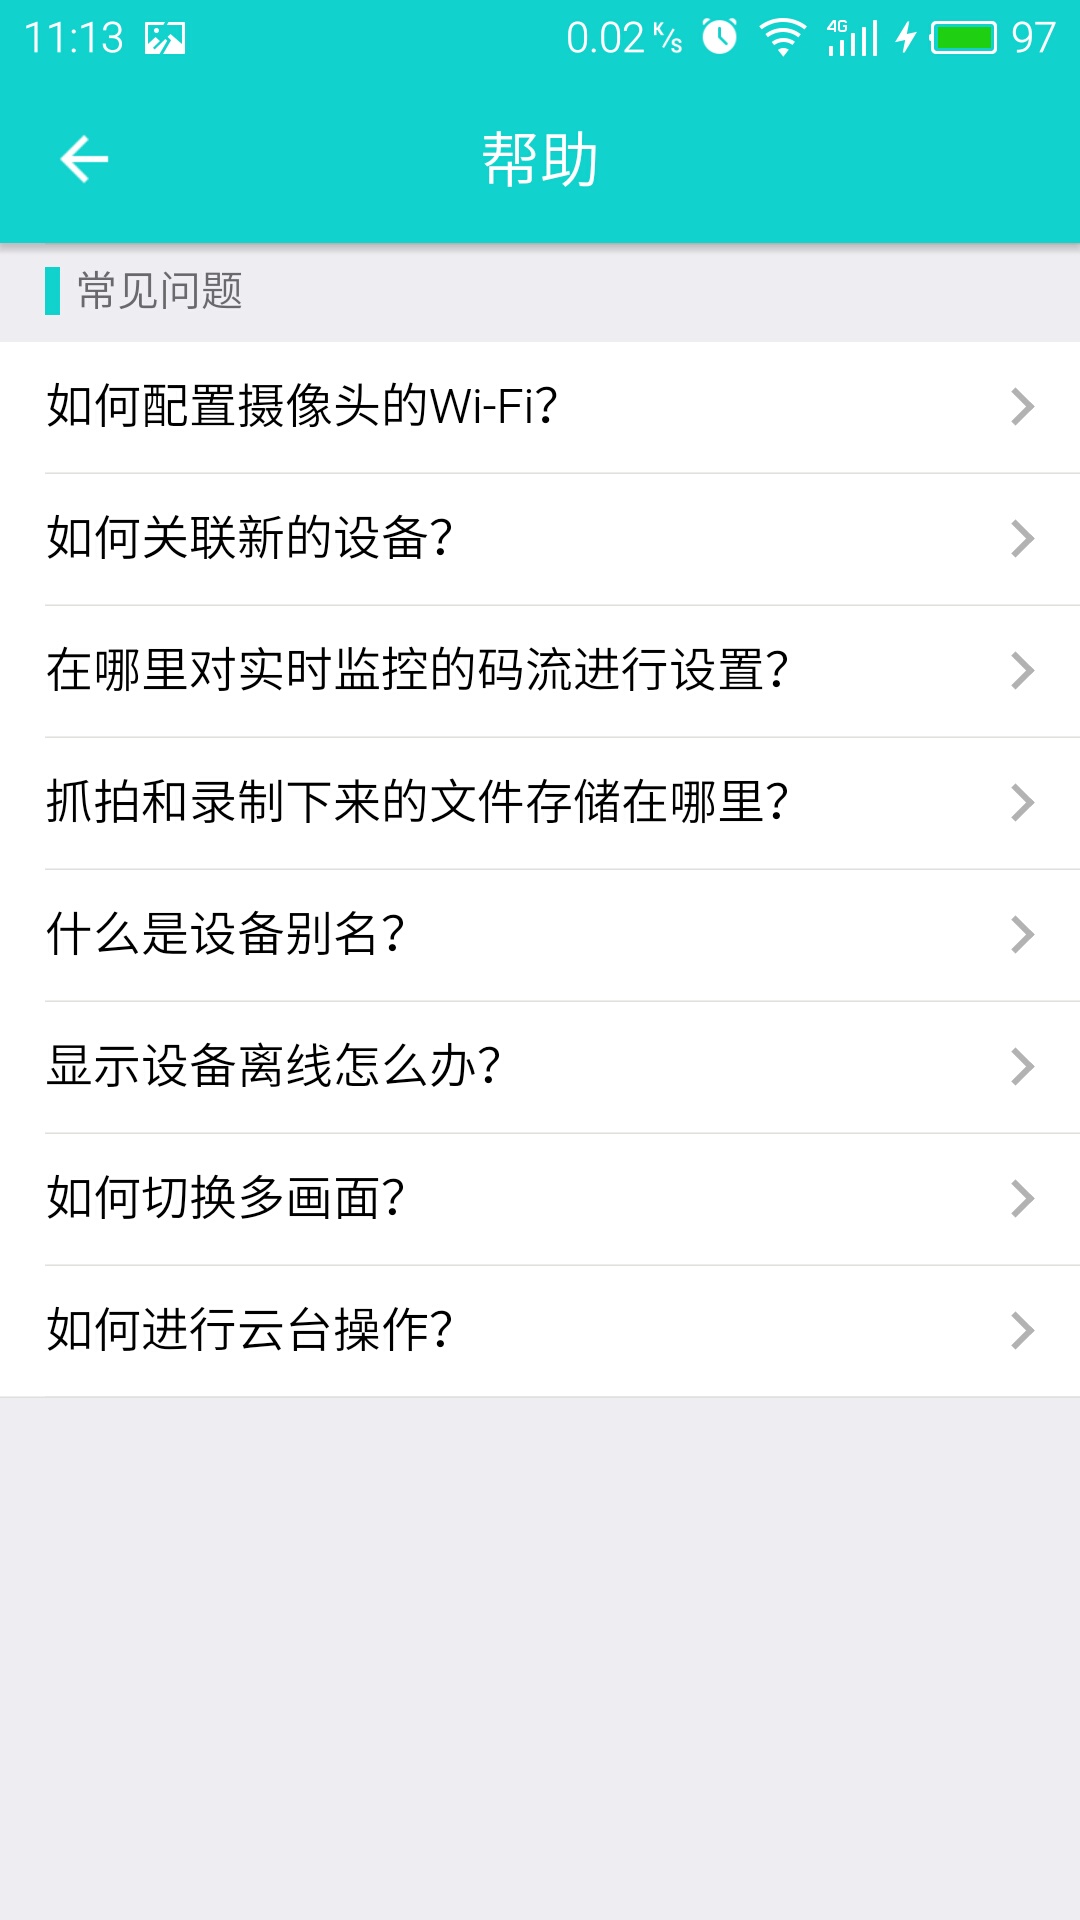 11:13 0.02 K/s 4G 97
帮助
常见问题
如何配置摄像头的Wi-Fi?
如何关联新的设备?
在哪里对实时监控的码流进行设置?
抓拍和录制下来的文件存储在哪里?
什么是设备别名?
显示设备离线怎么办?
如何切换多画面?
如何进行云台操作?